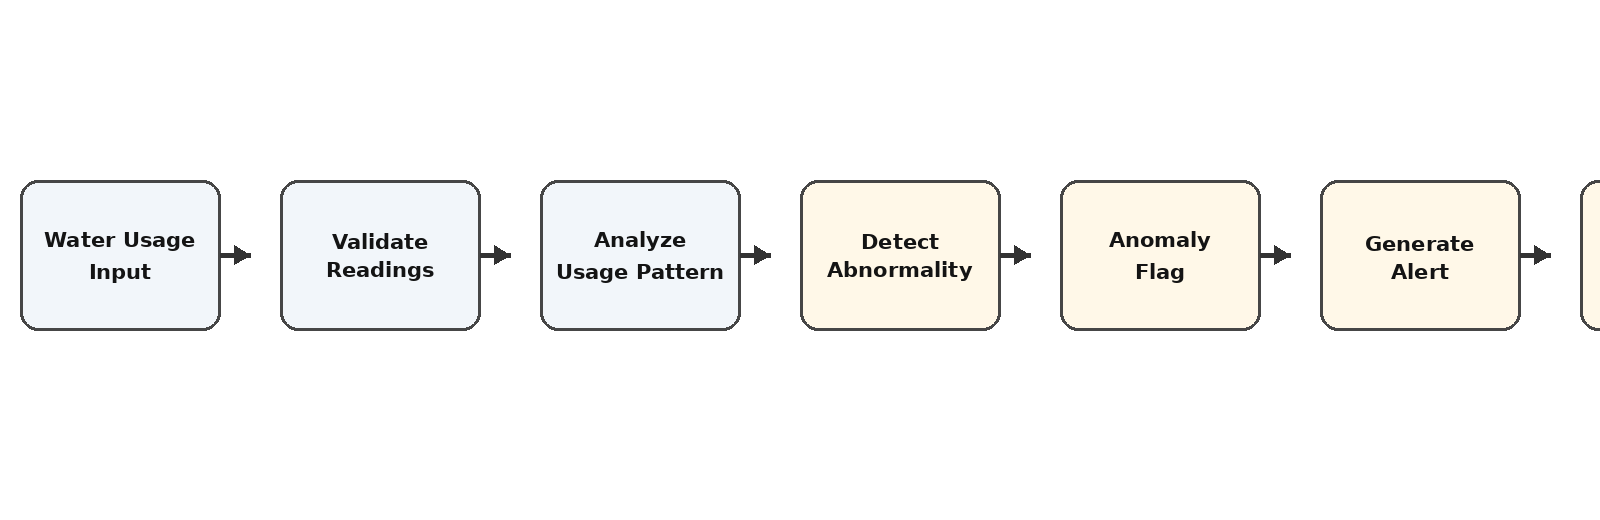 Water Usage
Input
Validate
Readings
Analyze
Usage Pattern
Detect
Abnormality
Anomaly
Flag
Generate
Alert